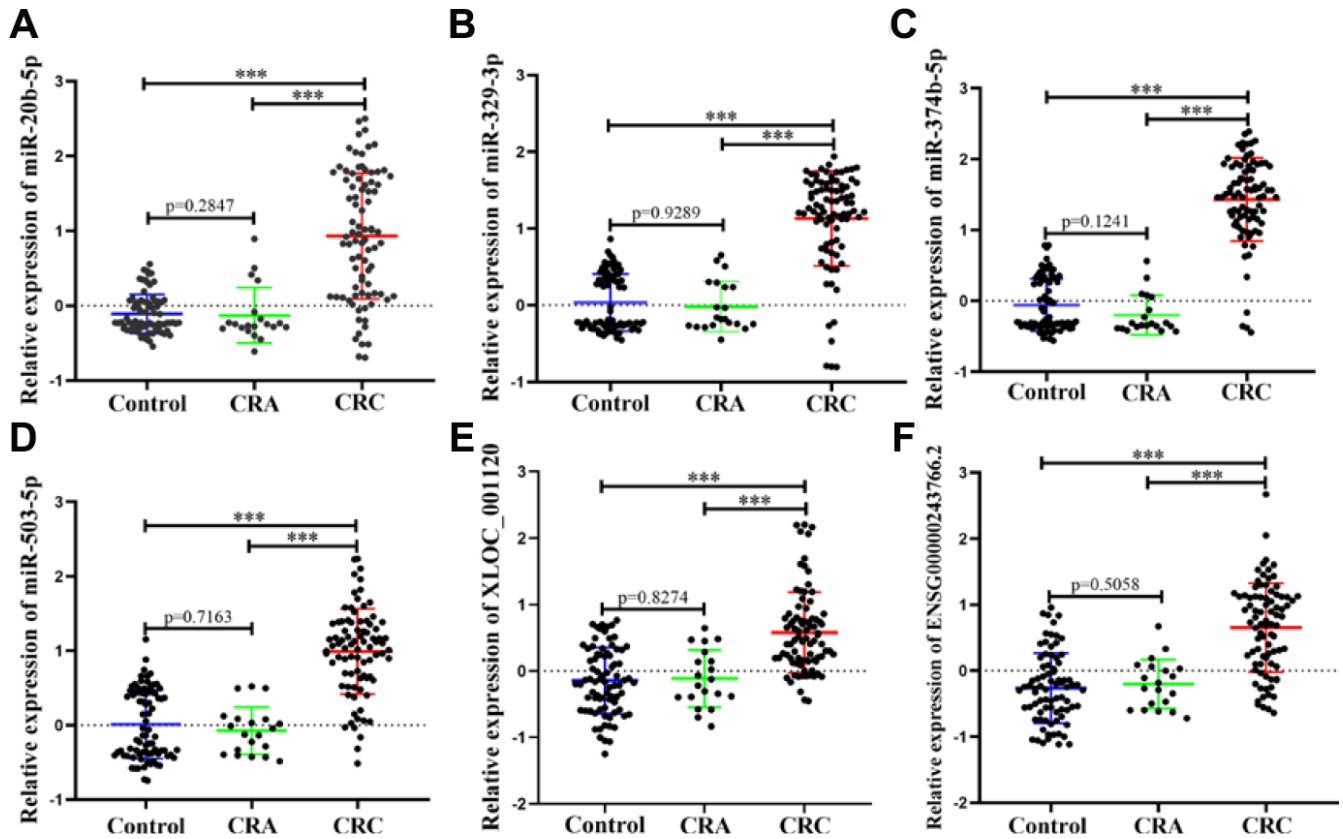 A
Relative expression of miR-20b-5p
3
2
1
0
-1
***
***
p=0.2847
Control CRA CRC
B
Relative expression of miR-329-3p
3
2
1
0
-1
***
***
p=0.9289
Control CRA CRC
C
Relative expression of miR-374b-5p
3
2
1
0
-1
***
***
p=0.1241
Control CRA CRC
D
Relative expression of miR-503-5p
3
2
1
0
-1
***
***
p=0.7163
Control CRA CRC
E
Relative expression of XLOC_001120
3
2
1
0
-1
-2
***
***
p=0.8274
Control CRA CRC
F
Relative expression of ENSG00000243766.2
3
2
1
0
-1
-2
***
***
p=0.5058
Control CRA CRC